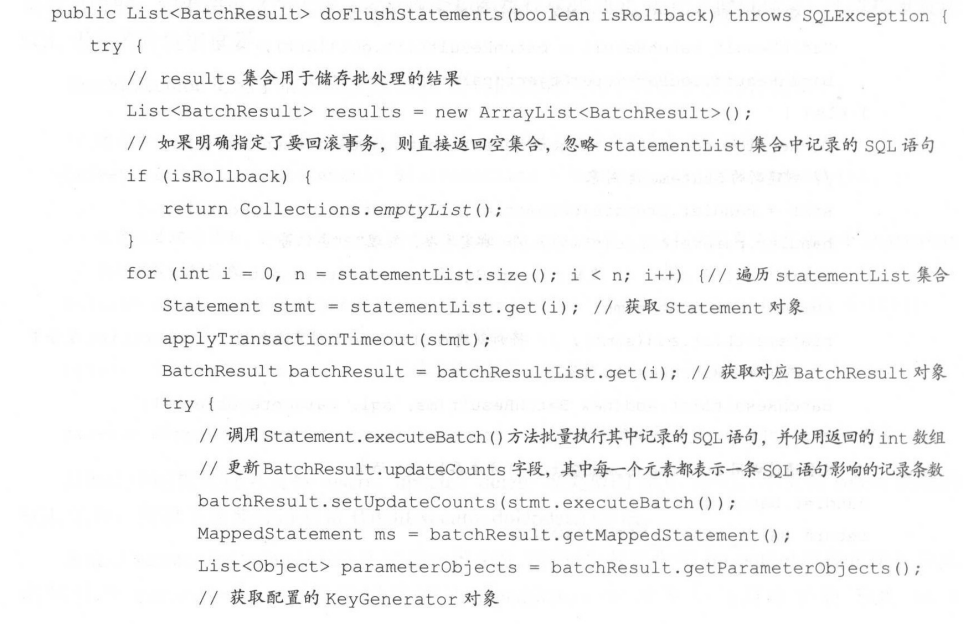 public List<BatchResult> doFlushStatements(boolean isRollback) throws SQLException {
try {
// results 集合用于储存批处理的结果
List<BatchResult> results = new ArrayList<BatchResult>();
// 如果明确指定了要回滚事务，则直接返回空集合，忽略 statementList 集合中记录的 SQL 语句
if (isRollback) {
return Collections.emptyList();
}
for (int i = 0, n = statementList.size(); i < n; i++) {// 遍历 statementList 集合
Statement stmt = statementList.get(i); // 获取 Statement 对象
applyTransactionTimeout(stmt);
BatchResult batchResult = batchResultList.get(i); // 获取对应 BatchResult 对象
try {
// 调用 Statement.executeBatch()方法批量执行其中记录的 SQL 语句，并使用返回的 int 数组
// 更新 BatchResult.updateCounts 字段，其中每一个元素都表示一条 SQL 语句影响的记录条数
batchResult.setUpdateCounts(stmt.executeBatch());
MappedStatement ms = batchResult.getMappedStatement();
List<Object> parameterObjects = batchResult.getParameterObjects();
// 获取配置的 KeyGenerator 对象